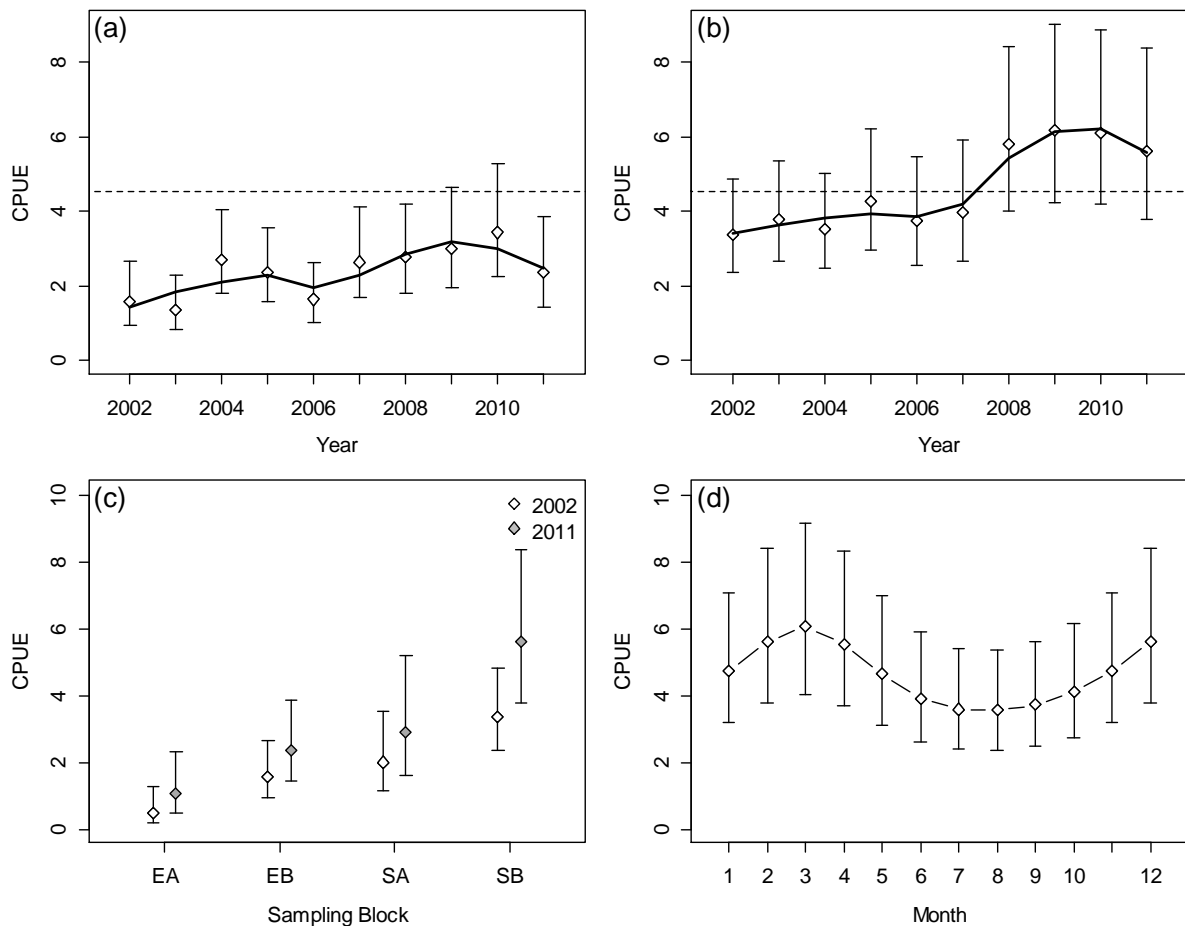 (a)
CPUE
0 2 4 6 8
2002 2004 2006 2008 2010
Year
(b)
CPUE
0 2 4 6 8
2002 2004 2006 2008 2010
Year
(c)
2002
2011
CPUE
0 2 4 6 8 10
EA EB SA SB
Sampling Block
(d)
CPUE
0 2 4 6 8 10
1 2 3 4 5 6 7 8 9 10 12
Month